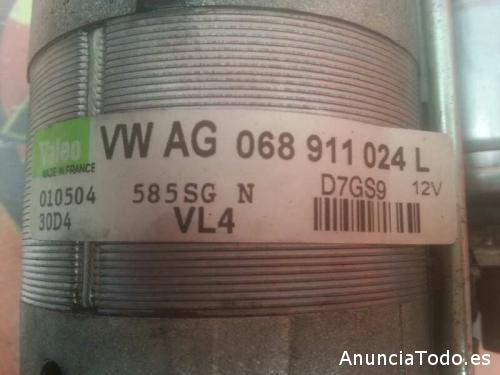 Valeo VW AG 068 911 024 L
MADE IN FRANCE
010504 585SG N D7GS9 12V
30D4 VL4
AnunciaTodo.es